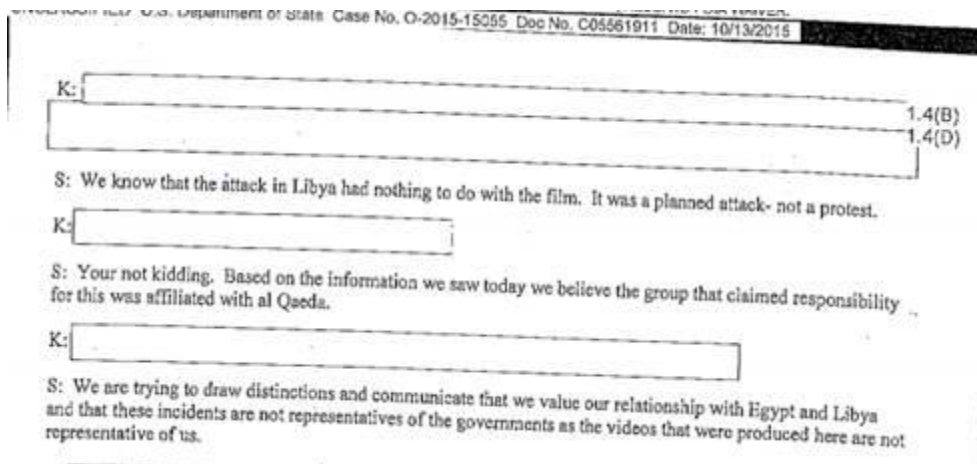 U.S. Department of State Case No. O-2015-15055 Doc No. C05561911 Date: 10/13/2015
K:
1.4(B)
1.4(D)
S: We know that the attack in Libya had nothing to do with the film. It was a planned attack- not a protest.
K:
S: Your not kidding. Based on the information we saw today we believe the group that claimed responsibility
for this was affiliated with al Qaeda.
K:
S: We are trying to draw distinctions and communicate that we value our relationship with Egypt and Libya
and that these incidents are not representatives of the governments as the videos that were produced here are not
representative of us.